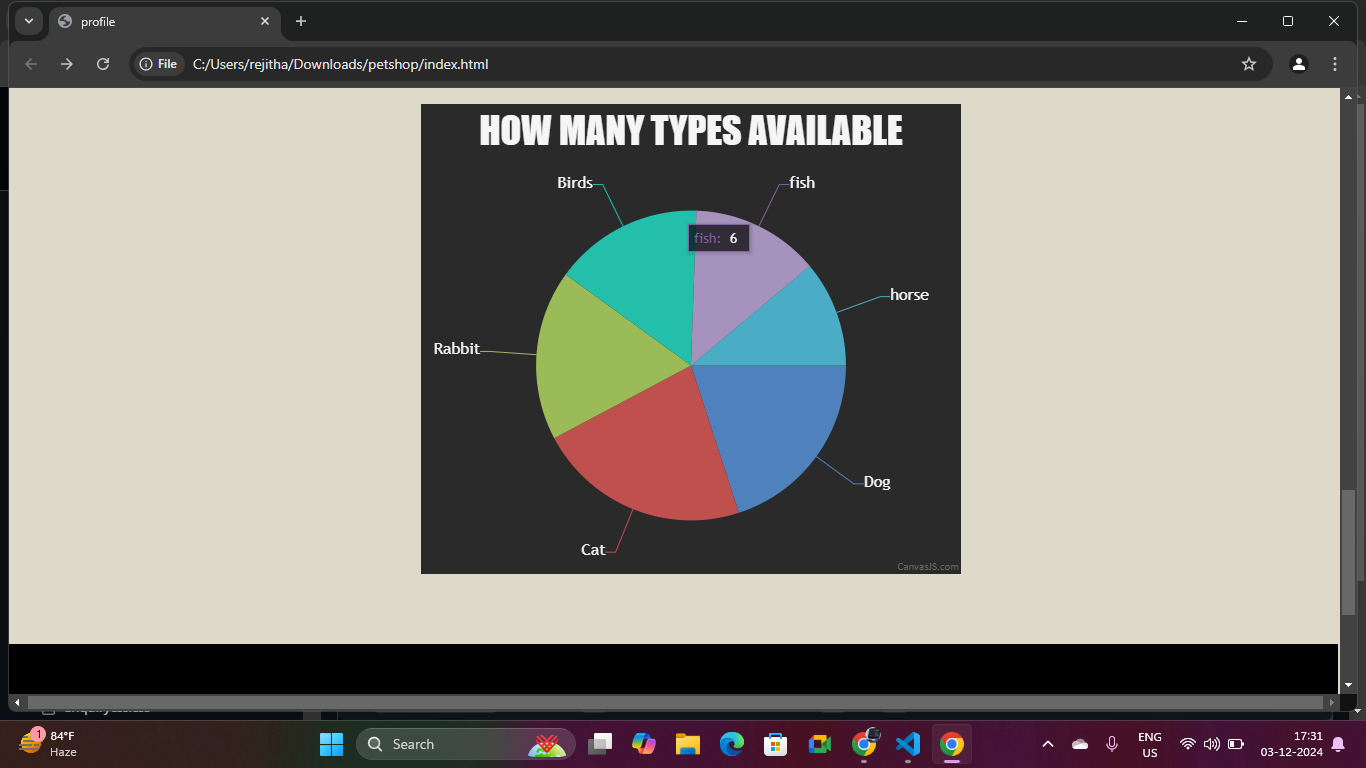 profile
File
C:/Users/rejitha/Downloads/petshop/index.html
HOW MANY TYPES AVAILABLE
Birds
fish
fish: 6
horse
Rabbit
Dog
Cat
CanvasJS.com
1
84°F
Haze
Search
ENG
US
17:31
03-12-2024